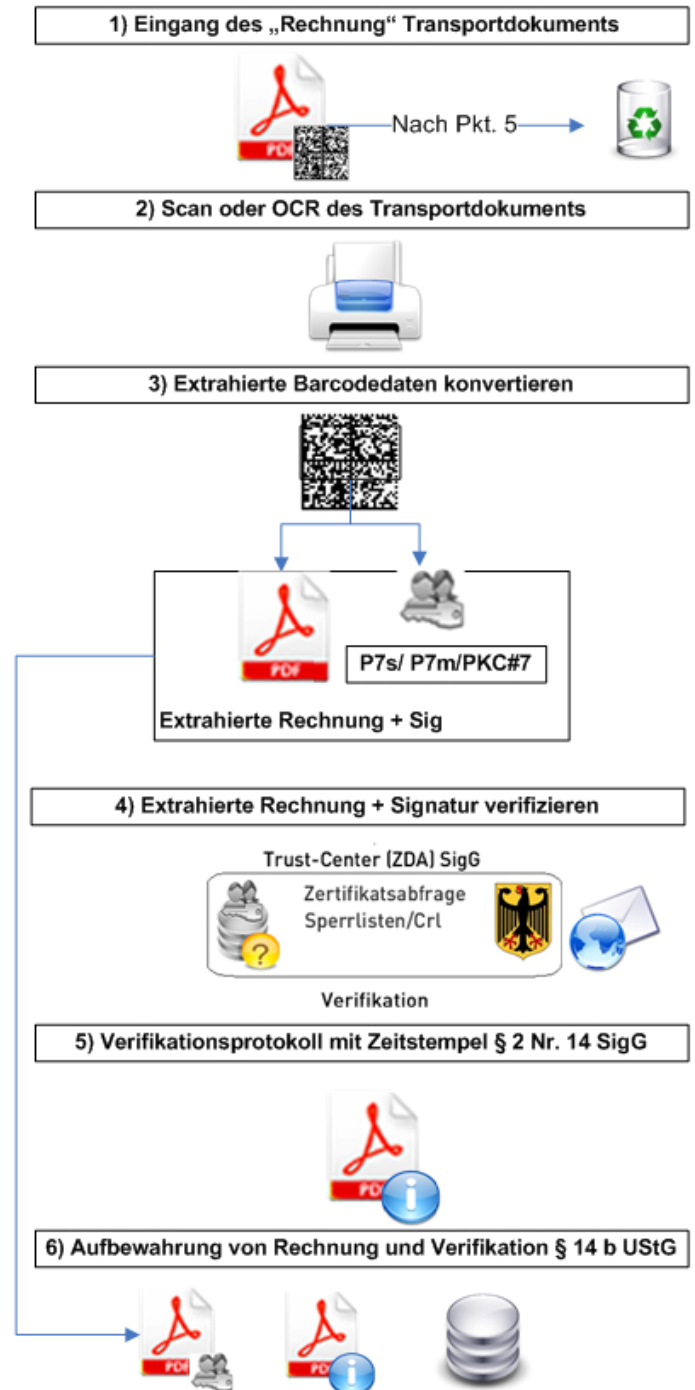 1) Eingang des „Rechnung“ Transportdokuments
PDF
Nach Pkt. 5
2) Scan oder OCR des Transportdokuments
3) Extrahierte Barcodedaten konvertieren
PDF
P7s/ P7m/PKC#7
Extrahierte Rechnung + Sig
4) Extrahierte Rechnung + Signatur verifizieren
Trust-Center (ZDA) SigG
Zertifikatsabfrage
Sperrlisten/Crl
?
Verifikation
5) Verifikationsprotokoll mit Zeitstempel § 2 Nr. 14 SigG
PDF
i
6) Aufbewahrung von Rechnung und Verifikation § 14 b UStG
PDF
PDF
i